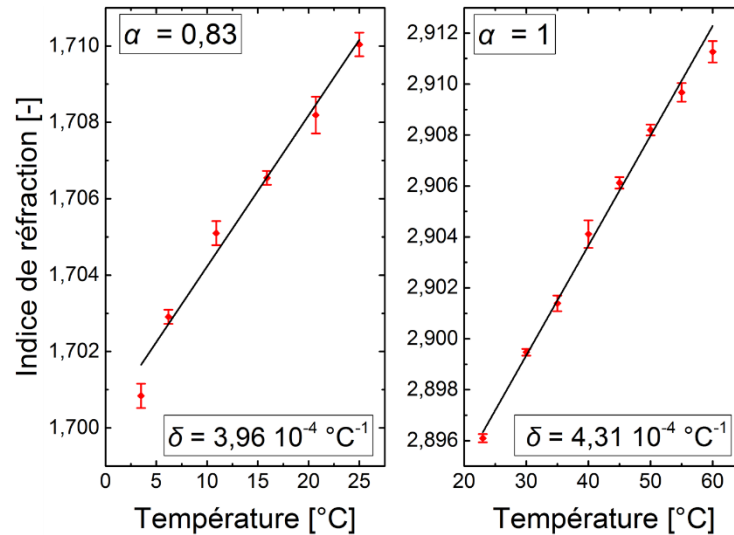 α = 0,83
1,710
1,708
1,706
1,704
1,702
1,700
Indice de réfraction [-]
δ = 3,96 10⁻⁴ °C⁻¹
0 5 10 15 20 25
Température [°C]
α = 1
2,912
2,910
2,908
2,906
2,904
2,902
2,900
2,898
2,896
δ = 4,31 10⁻⁴ °C⁻¹
20 30 40 50 60
Température [°C]